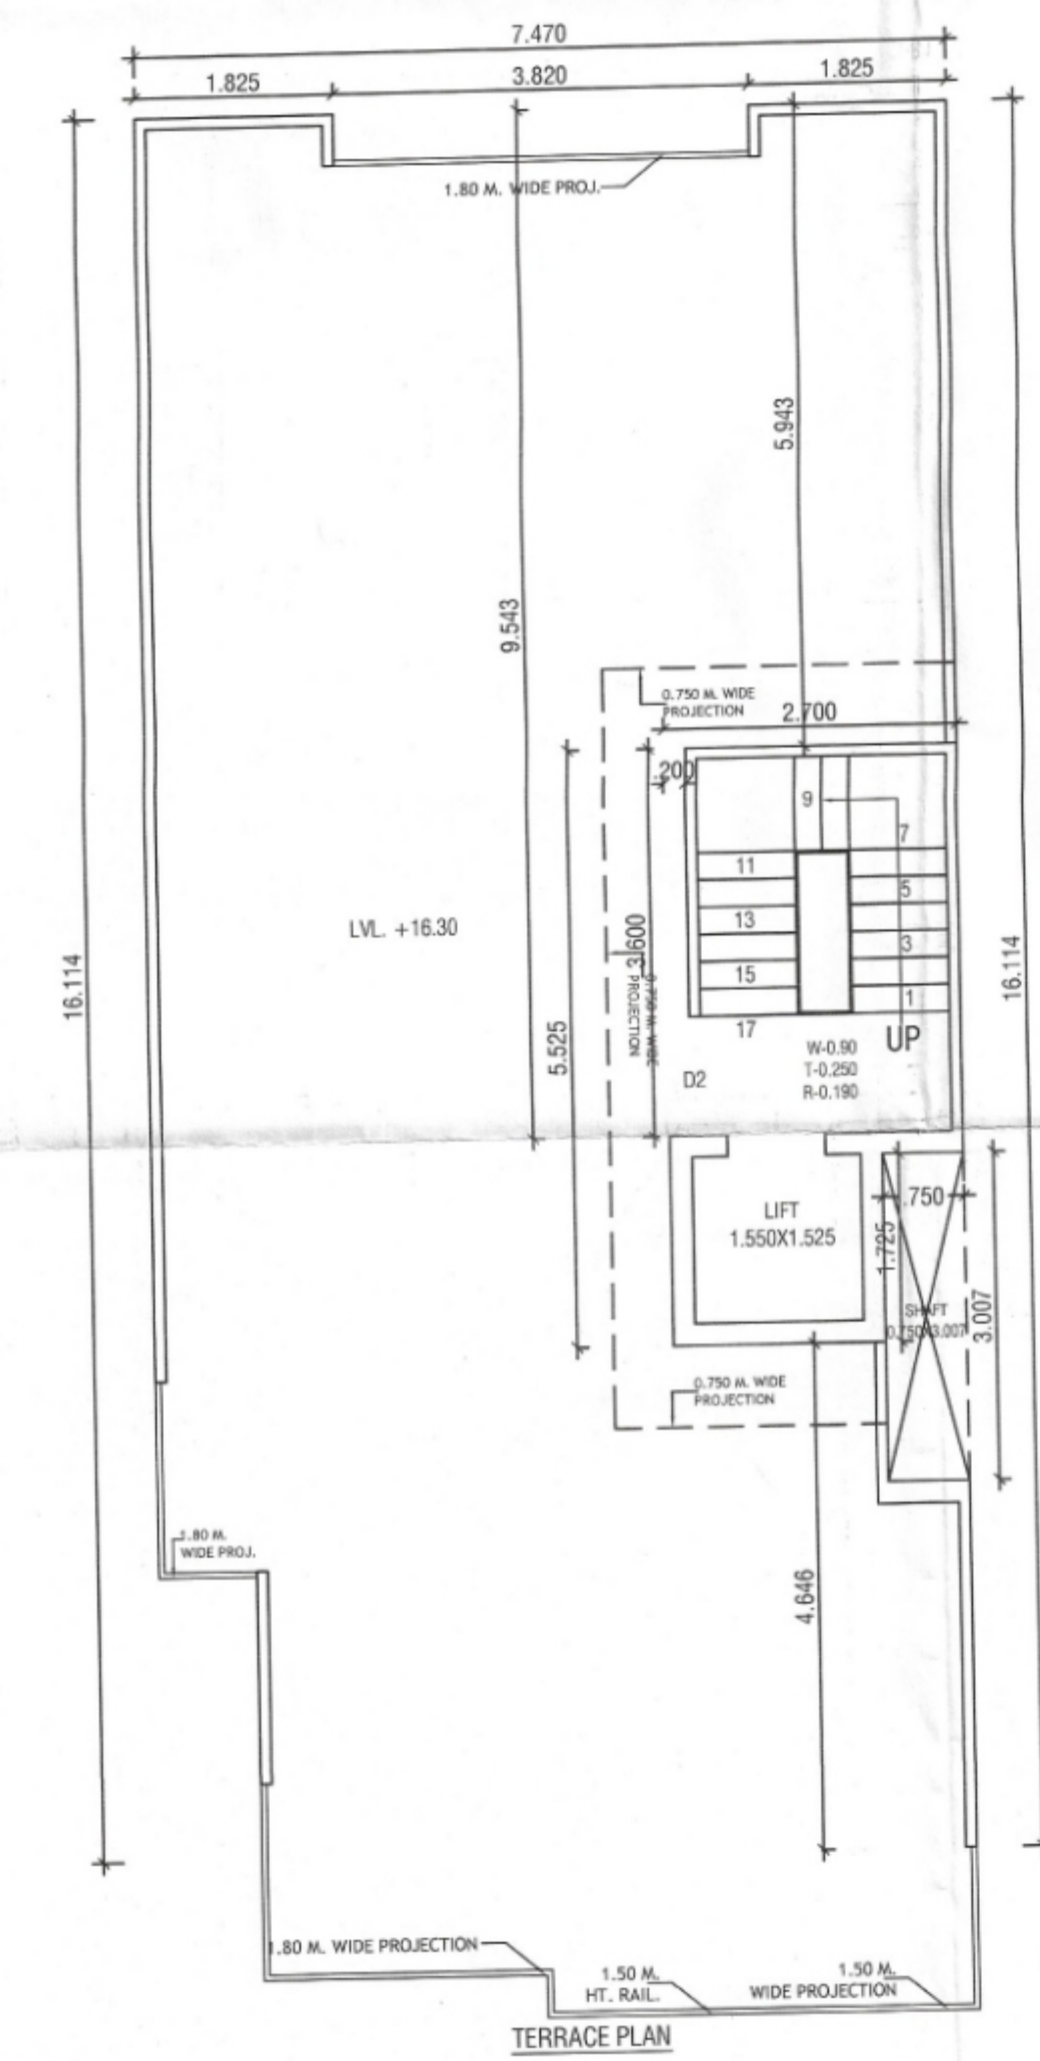 7.470
1.825
3.820
1.825
1.80 M. WIDE PROJ.
5.943
9.543
0.750 M. WIDE
PROJECTION
2.700
.200
9
7
11
5
13
3
15
1
17
UP
W-0.90
T-0.250
R-0.190
D2
3.600
0.750 M. WIDE
PROJECTION
5.525
LVL. +16.30
16.114
16.114
LIFT
1.550X1.525
.750
1.725
SHAFT
0.750X3.007
3.007
0.750 M. WIDE
PROJECTION
1.80 M.
WIDE PROJ.
4.646
1.80 M. WIDE PROJECTION
1.50 M.
HT. RAIL.
1.50 M.
WIDE PROJECTION
TERRACE PLAN